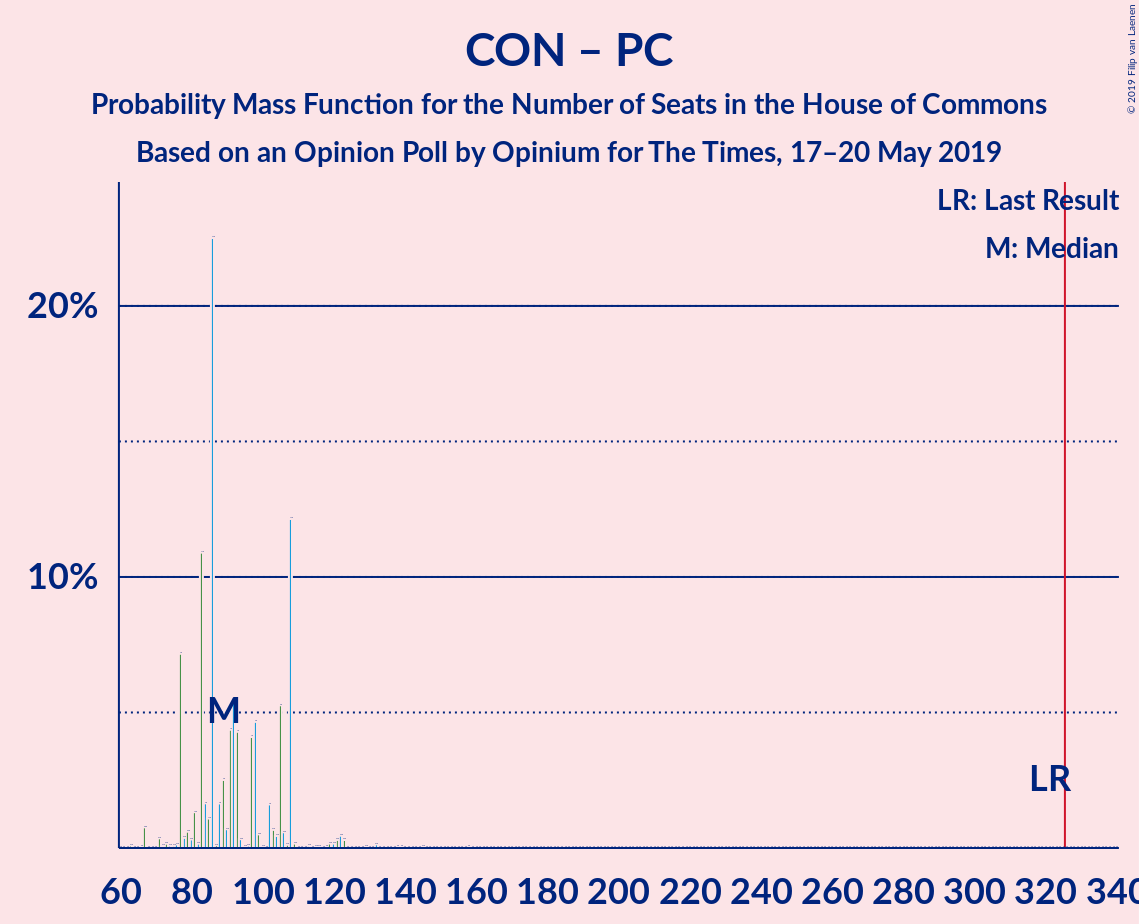 CON – PC
Probability Mass Function for the Number of Seats in the House of Commons
Based on an Opinion Poll by Opinium for The Times, 17–20 May 2019
© 2019 Filip van Laenen
LR: Last Result
M: Median
20%
10%
M
LR
60 80 100 120 140 160 180 200 220 240 260 280 300 320 340